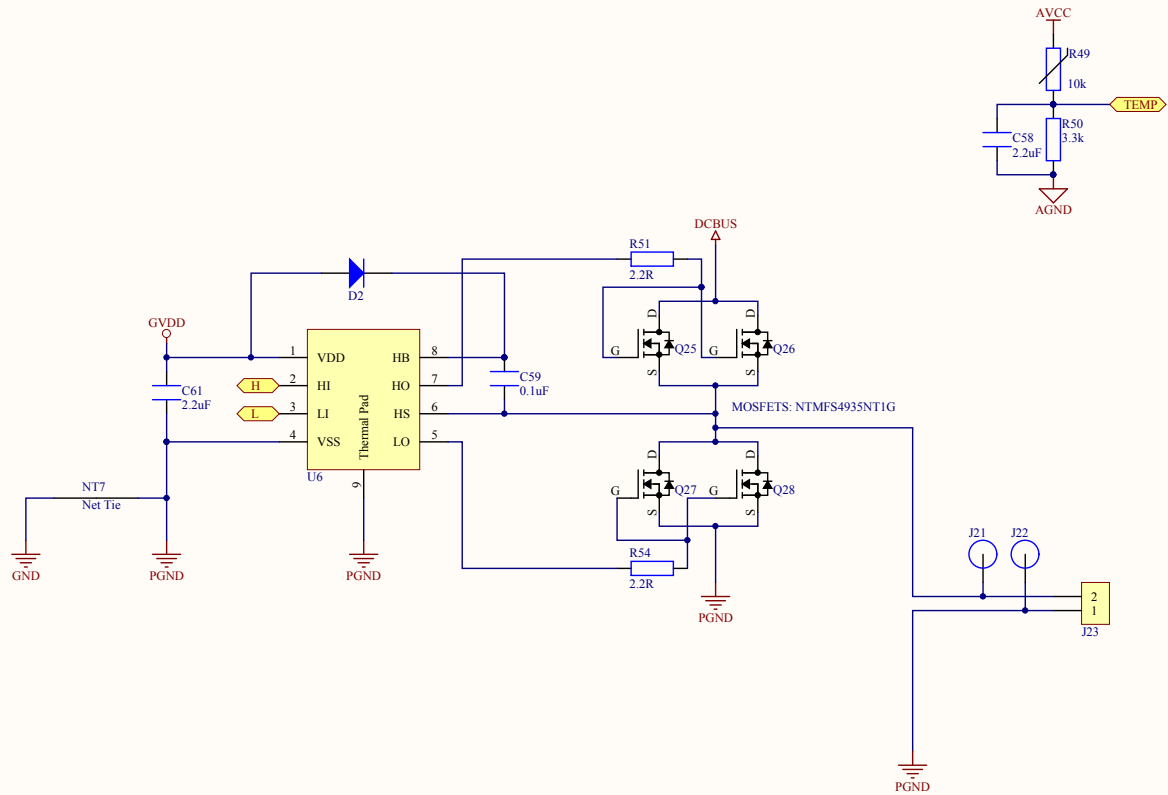 AVCC
R49
10k
TEMP
R50
3.3k
C58
2.2uF
AGND
DCBUS
R51
2.2R
D2
GVDD
D
D
G
Q25
G
Q26
S
S
1
VDD
HB
8
H
2
HI
HO
7
C61
2.2uF
C59
0.1uF
L
3
LI
HS
6
MOSFETS: NTMFS4935NT1G
4
VSS
LO
5
Thermal Pad
U6
9
D
D
G
Q27
G
Q28
S
S
NT7
Net Tie
R54
2.2R
GND
PGND
PGND
PGND
J21
J22
2
1
J23
PGND